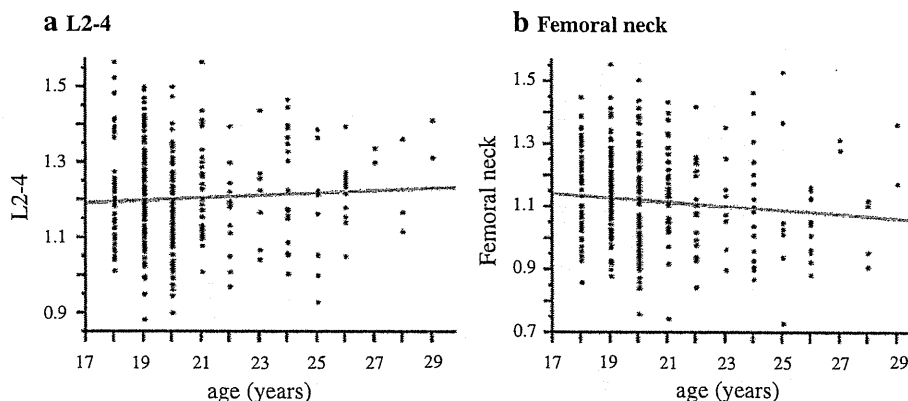 a L2-4
1.5
1.3
1.1
0.9
L2-4
17 19 21 23 25 27 29
age (years)
b Femoral neck
1.5
1.3
1.1
0.9
0.7
Femoral neck
17 19 21 23 25 27 29
age (years)